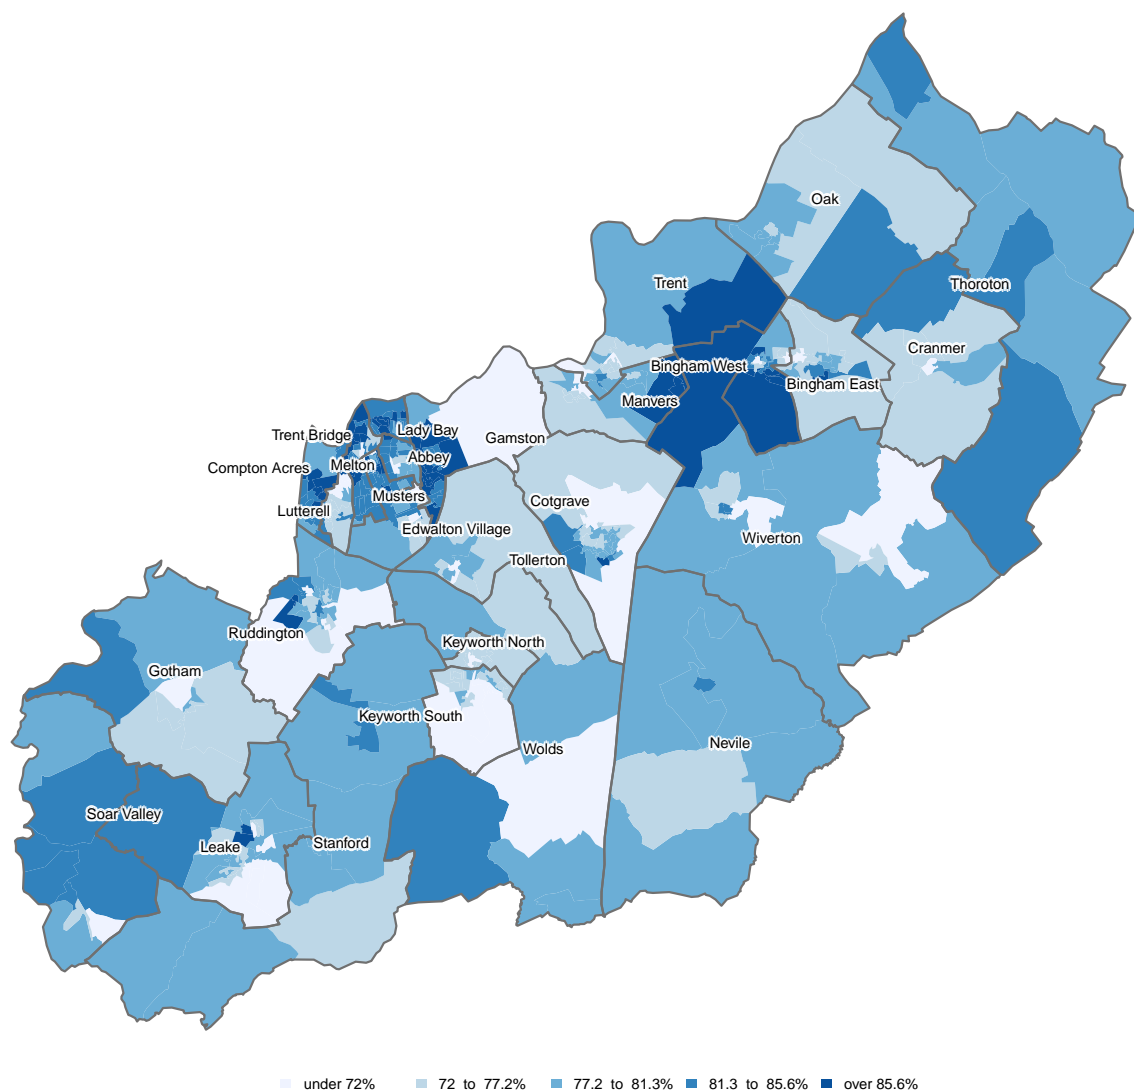 Oak
Trent
Thoroton
Cranmer
Bingham West
Bingham East
Manvers
Lady Bay
Trent Bridge
Gamston
Abbey
Melton
Compton Acres
Musters
Cotgrave
Lutterell
Edwalton Village
Wiverton
Tollerton
Ruddington
Keyworth North
Gotham
Keyworth South
Nevile
Wolds
Soar Valley
Stanford
Leake
under 72%
72 to 77.2%
77.2 to 81.3%
81.3 to 85.6%
over 85.6%